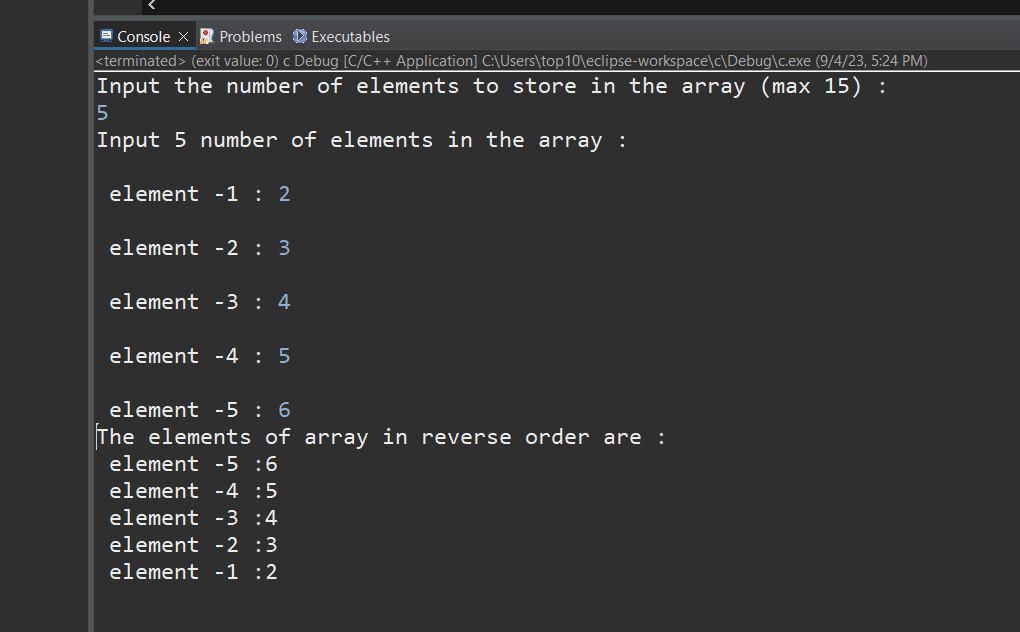 Console Problems Executables
<terminated> (exit value: 0) c Debug [C/C++ Application] C:\Users\top10\eclipse-workspace\c\Debug\c.exe (9/4/23, 5:24 PM)
Input the number of elements to store in the array (max 15) :
5
Input 5 number of elements in the array :
element -1 : 2
element -2 : 3
element -3 : 4
element -4 : 5
element -5 : 6
The elements of array in reverse order are :
element -5 :6
element -4 :5
element -3 :4
element -2 :3
element -1 :2